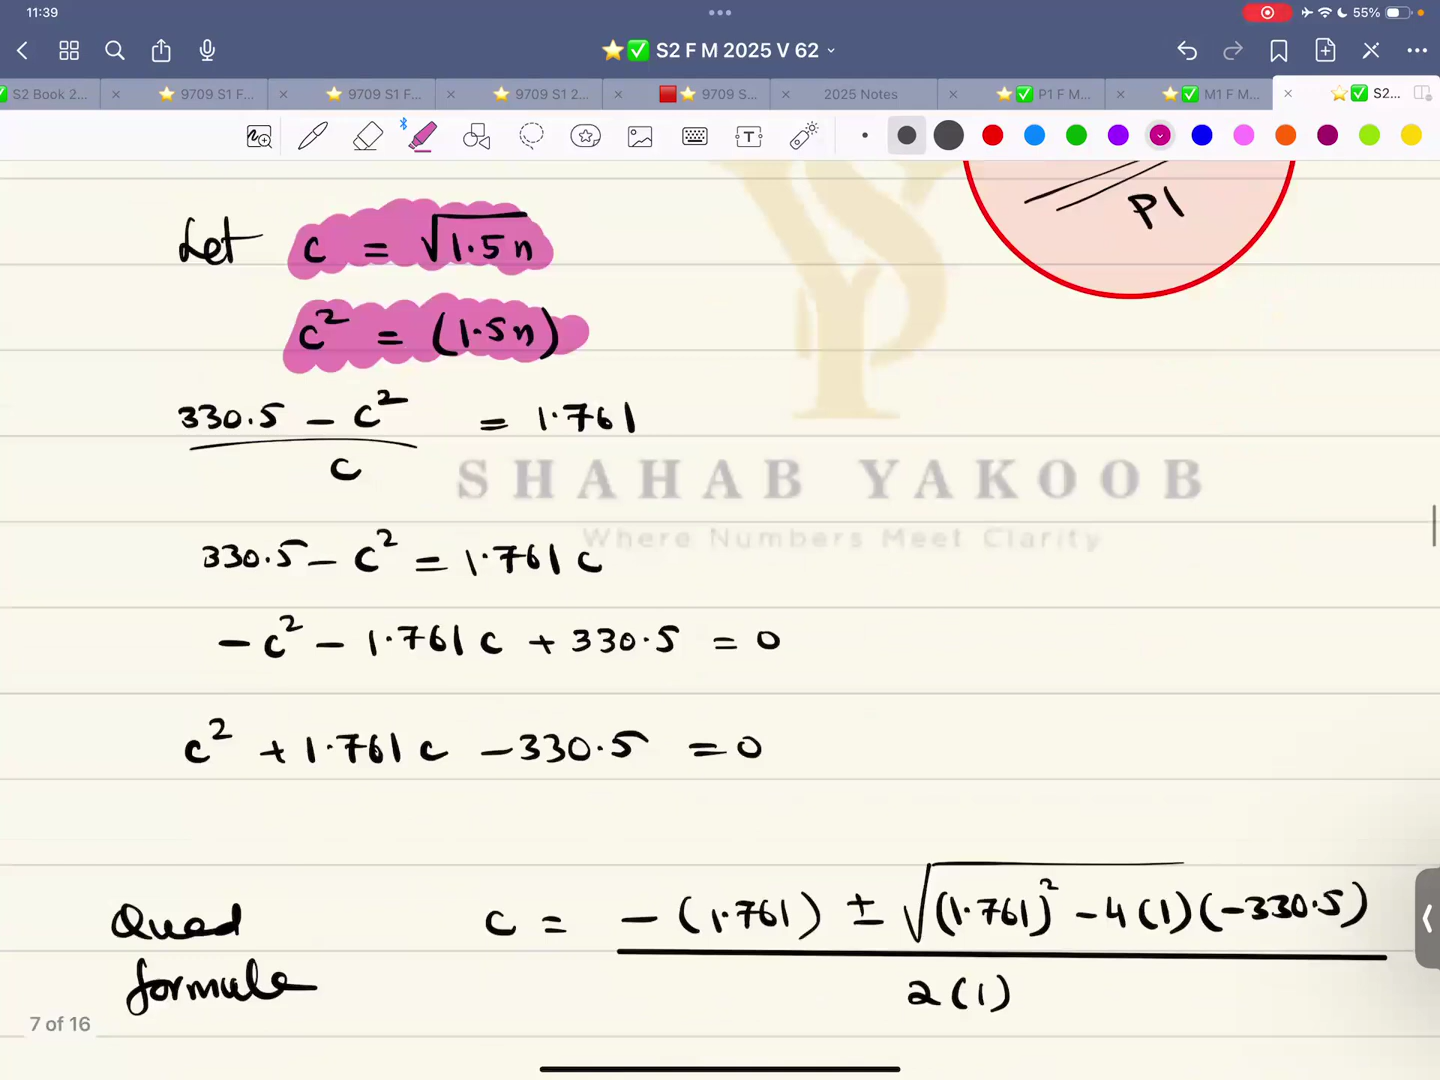 11:39
55%
S2 F M 2025 V 62
S2 Book 2...
9709 S1 F...
9709 S1 F...
9709 S1 2...
9709 S...
2025 Notes
P1 F M...
M1 F M...
S2...
P1
Let c = √1.5n
c² = (1.5n)
330.5 − c² = 1.761
c
SHAHAB YAKOOB
Where Numbers Meet Clarity
330.5 − c² = 1.761 c
− c² − 1.761 c + 330.5 = 0
c² + 1.761 c − 330.5 = 0
Quad formula
c = − (1.761) ± √(1.761)² − 4 (1) (−330.5)
2 (1)
7 of 16